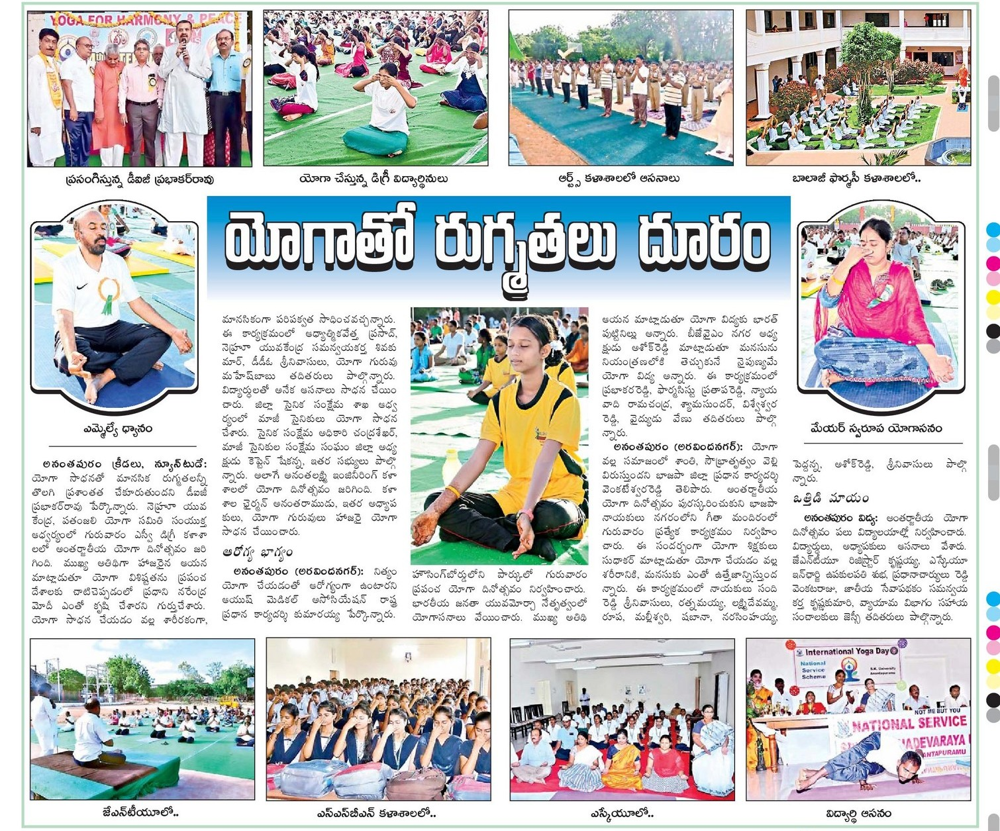 YOGA FOR HARMONY & PEACE
ప్రసంగిస్తున్న డీఐజీ ప్రభాకర్‌రావు
యోగా చేస్తున్న డిగ్రీ విద్యార్థినులు
ఆర్ట్స్ కళాశాలలో ఆసనాలు
బాలాజీ ఫార్మసీ కళాశాలలో..
యోగాతో రుగ్మతలు దూరం
ఎమ్మెల్యే ధ్యానం
అనంతపురం క్రీడలు, న్యూస్‌టుడే:
యోగా సాధనతో మానసిక రుగ్మతలన్నీ
తొలగి ప్రశాంతత చేకూరుతుందని డీఐజీ
ప్రభాకర్‌రావు పేర్కొన్నారు. నెహ్రూ యువ
కేంద్ర, పతంజలి యోగా సమితి సంయుక్త
ఆధ్వర్యంలో గురువారం ఎస్వీ డిగ్రీ కళాశా
లలో అంతర్జాతీయ యోగా దినోత్సవం జరి
గింది. ముఖ్య అతిథిగా హాజరైన ఆయన
మాట్లాడుతూ యోగా విశిష్టతను ప్రపంచ
దేశాలకు చాటిచెప్పడంలో ప్రధాని నరేంద్ర
మోదీ ఎంతో కృషి చేశారని గుర్తుచేశారు.
యోగా సాధన చేయడం వల్ల శారీరకంగా,
మానసికంగా పరిపక్వత సాధించవచ్చన్నారు.
ఈ కార్యక్రమంలో ఆధ్యాత్మికవేత్త ప్రసాద్,
నెహ్రూ యువకేంద్ర సమన్వయకర్త శివకు
మార్, డీడీఓ శ్రీనివాసులు, యోగా గురువు
మహేష్‌బాబు తదితరులు పాల్గొన్నారు.
విద్యార్థులతో అనేక ఆసనాలు సాధన చేయిం
చారు. జిల్లా సైనిక సంక్షేమ శాఖ ఆధ్వ
ర్యంలో మాజీ సైనికులు యోగా సాధన
చేశారు. సైనిక సంక్షేమ అధికారి చంద్రశేఖర్,
మాజీ సైనికుల సంక్షేమ సంఘం జిల్లా అధ్య
క్షుడు కెప్టెన్ షేకన్న, ఇతర సభ్యులు పాల్గొ
న్నారు. అలాగే అనంతలక్ష్మి ఇంజినీరింగ్ కళా
శాలలో యోగా దినోత్సవం జరిగింది. కళా
శాల ఛైర్మన్ అనంతరాముడు, ఇతర అధ్యాప
కులు, యోగా గురువులు హాజరై యోగా
సాధన చేయించారు.
ఆరోగ్య భాగ్యం
అనంతపురం (అరవిందనగర్): నిత్యం
యోగా చేయడంతో ఆరోగ్యంగా ఉంటారని
ఆయుష్ మెడికల్ అసోసియేషన్ రాష్ట్ర
ప్రధాన కార్యదర్శి కుమారయ్య పేర్కొన్నారు.
హౌసింగ్‌బోర్డులోని పార్కులో గురువారం
ప్రపంచ యోగా దినోత్సవం నిర్వహించారు.
భారతీయ జనతా యువమోర్చా నేతృత్వంలో
యోగాసనాలు వేయించారు. ముఖ్య అతిథి
ఆయన మాట్లాడుతూ యోగా విద్యకు భారత్
పుట్టినిల్లు అన్నారు. బీజేవైఎం నగర అధ్య
క్షుడు అశోక్‌రెడ్డి మాట్లాడుతూ మనసును
నియంత్రణలోకి తెచ్చుకునే నైపుణ్యమే
యోగా విద్య అన్నారు. ఈ కార్యక్రమంలో
ప్రభాకరరెడ్డి, ఫార్మసిస్టు ప్రతాపరెడ్డి, న్యాయ
వాది రామచంద్ర, శ్యామసుందర్, విశ్వేశ్వర
రెడ్డి, వైద్యుడు వేణు తదితరులు పాల్గొ
న్నారు.
అనంతపురం (అరవిందనగర్): యోగా
వల్ల సమాజంలో శాంతి, సౌభ్రాతృత్వం వెల్లి
విరుస్తుందని భాజపా జిల్లా ప్రధాన కార్యదర్శి
వెంకటేశ్వరరెడ్డి తెలిపారు. అంతర్జాతీయ
యోగా దినోత్సవం పురస్కరించుకుని భాజపా
నాయకులు నగరంలోని గీతా మందిరంలో
గురువారం ప్రత్యేక కార్యక్రమం నిర్వహిం
చారు. ఈ సందర్భంగా యోగా శిక్షకులు
సుధాకర్ మాట్లాడుతూ యోగా చేయడం వల్ల
శరీరానికి, మనసుకు ఎంతో ఉత్తేజాన్నిస్తుంద
న్నారు. ఈ కార్యక్రమంలో నాయకులు సంది
రెడ్డి శ్రీనివాసులు, రత్నమయ్య, లక్ష్మిదేవమ్మ,
రూప, మల్లీశ్వరి, షబానా, నరసింహయ్య,
మేయర్ స్వరూప యోగాసనం
పెద్దన్న, అశోక్‌రెడ్డి, శ్రీనివాసులు పాల్గొ
న్నారు.
ఒత్తిడి మాయం
అనంతపురం విద్య: అంతర్జాతీయ యోగా
దినోత్సవం పలు విద్యాలయాల్లో నిర్వహించారు.
విద్యార్థులు, అధ్యాపకులు ఆసనాలు వేశారు.
జేఎన్‌టీయూ రిజిస్ట్రార్ కృష్ణయ్య, ఎస్కేయూ
ఇన్‌ఛార్జి ఉపకులపతి శుభ, ప్రధానాచార్యులు రెడ్డి
వెంకటరాజు, జాతీయ సేవాపథకం సమన్వయ
కర్త కృష్ణకుమారి, వ్యాయామ విభాగం సహాయ
సంచాలకులు జెస్సీ తదితరులు పాల్గొన్నారు.
International Yoga Day
National
Service
Scheme
S.K. University
Anantapuramu
NOT ME BUT YOU
NATIONAL SERVICE
ADEVARAYA
ANTAPURAMU
జేఎన్‌టీయూలో..
ఎస్ఎస్‌బీఎన్ కళాశాలలో..
ఎస్కేయూలో..
విద్యార్థి ఆసనం